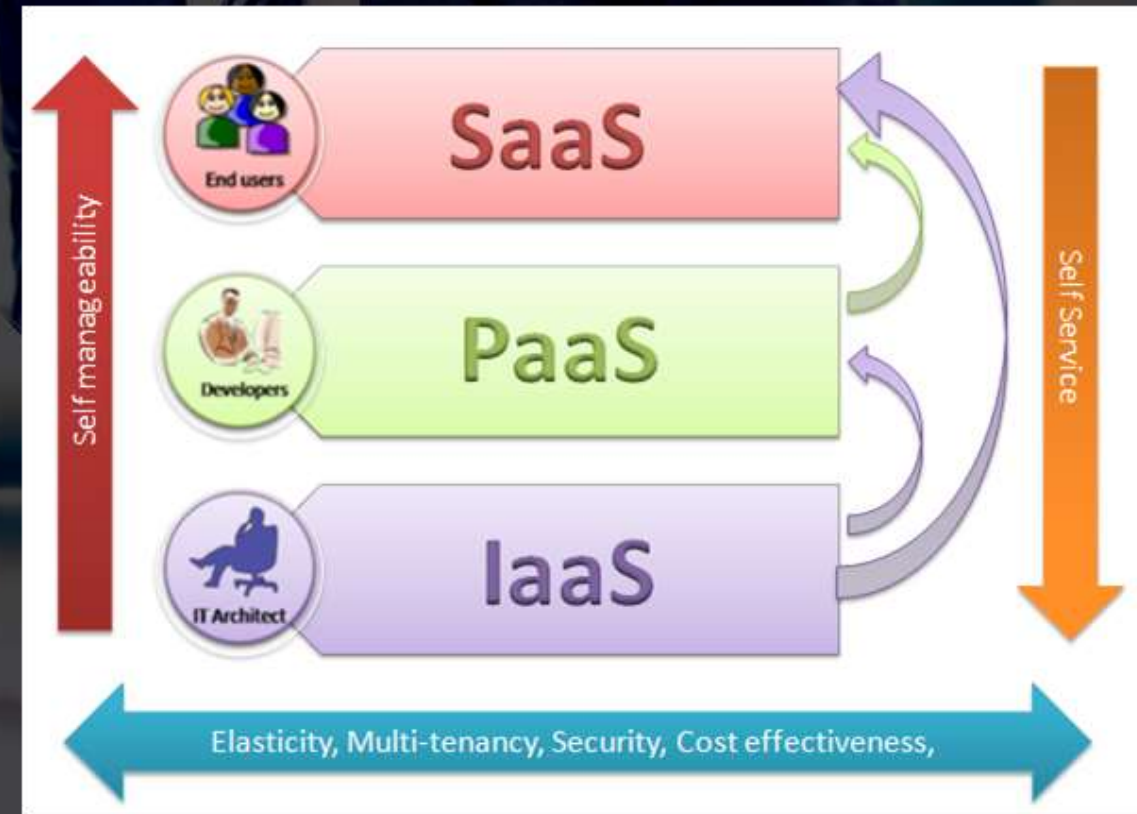 SaaS
End users
PaaS
Developers
IaaS
IT Architect
Self manageability
Self Service
Elasticity, Multi-tenancy, Security, Cost effectiveness,